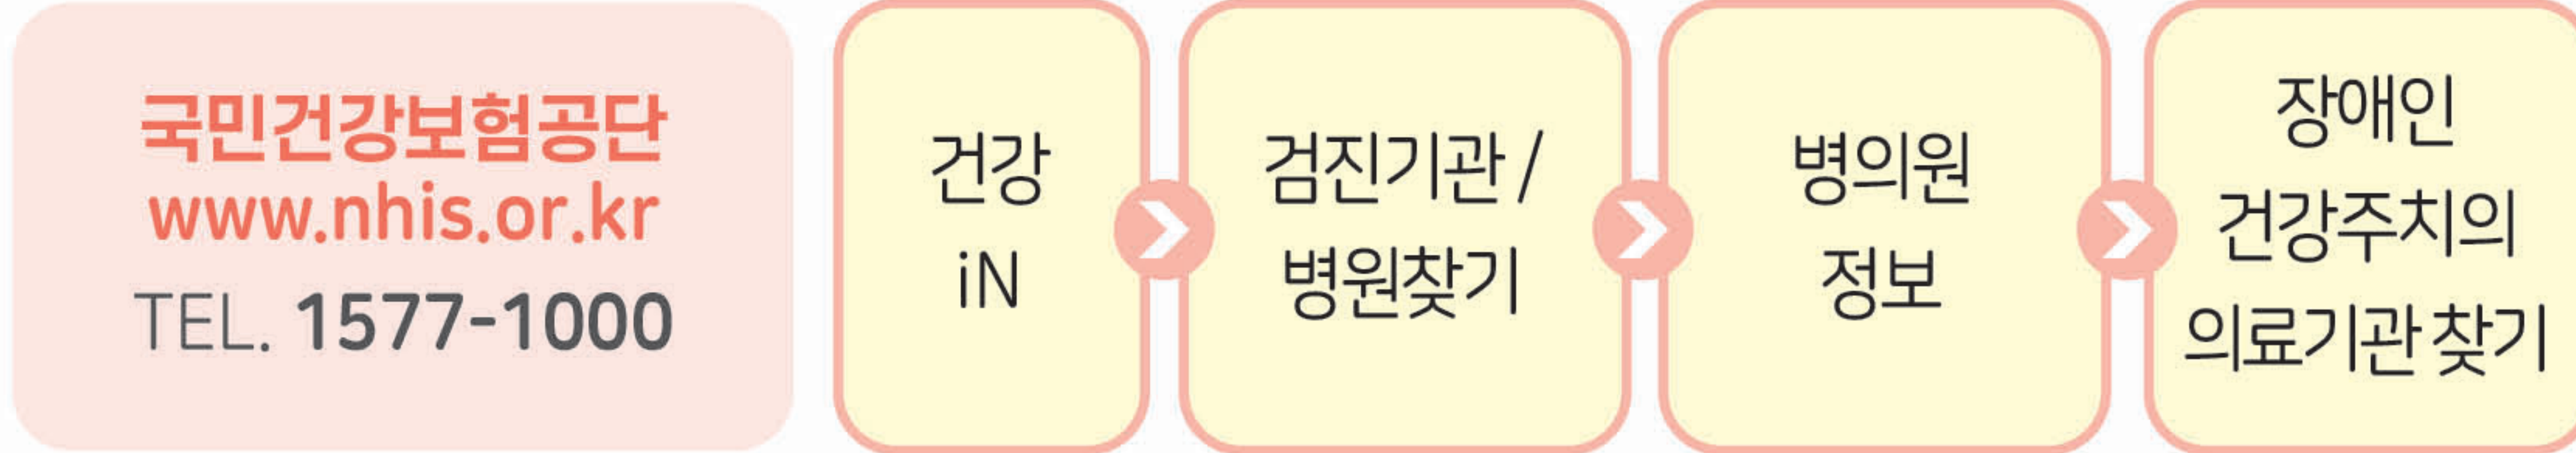 국민건강보험공단
www.nhis.or.kr
TEL. 1577-1000
건강
iN
검진기관 /
병원찾기
병의원
정보
장애인
건강주치의
의료기관 찾기